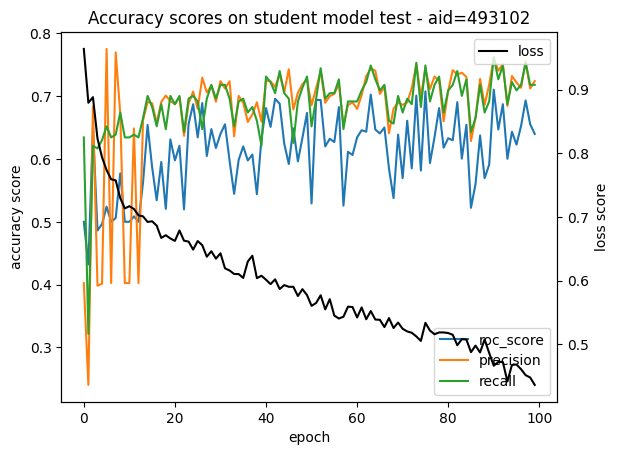 Accuracy scores on student model test - aid=493102
loss
accuracy score
0.8
0.7
0.6
0.5
0.4
0.3
0.9
0.8
0.7
0.6
0.5
loss score
roc_score
precision
recall
0 20 40 60 80 100
epoch